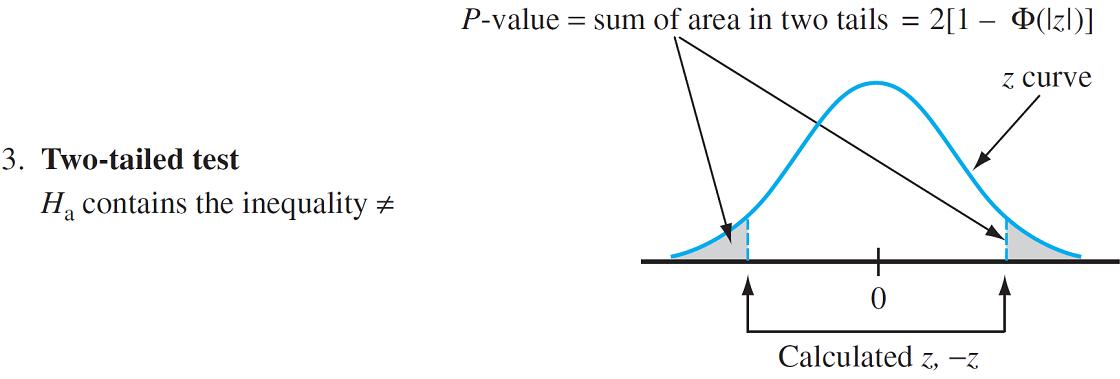 P-value = sum of area in two tails = 2[1 – Φ(|z|)]
z curve
3. Two-tailed test
Ha contains the inequality ≠
0
Calculated z, −z